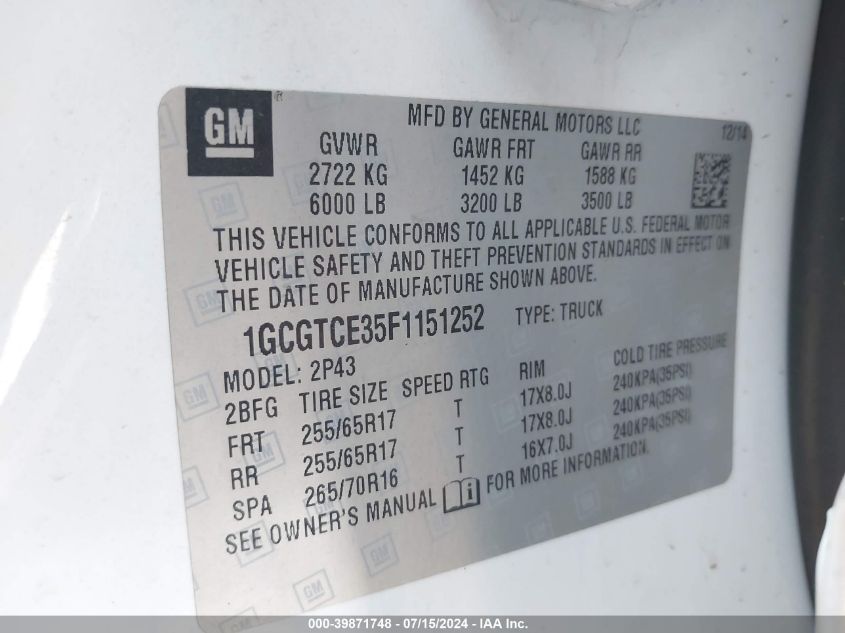 GM
MFD BY GENERAL MOTORS LLC
12/14
GVWR GAWR FRT GAWR RR
2722 KG 1452 KG 1588 KG
6000 LB 3200 LB 3500 LB
THIS VEHICLE CONFORMS TO ALL APPLICABLE U.S. FEDERAL MOTOR
VEHICLE SAFETY AND THEFT PREVENTION STANDARDS IN EFFECT ON
THE DATE OF MANUFACTURE SHOWN ABOVE.
1GCGTCE35F1151252 TYPE: TRUCK
MODEL: 2P43
2BFG TIRE SIZE SPEED RTG RIM COLD TIRE PRESSURE
FRT 255/65R17 T 17X8.0J 240KPA(35PSI)
RR 255/65R17 T 17X8.0J 240KPA(35PSI)
SPA 265/70R16 T 16X7.0J 240KPA(35PSI)
SEE OWNER'S MANUAL FOR MORE INFORMATION.
000-39871748 - 07/15/2024 - IAA Inc.